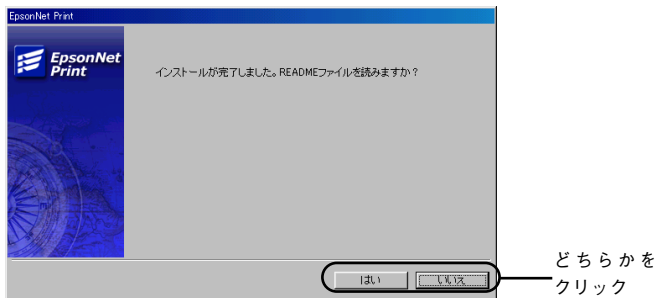 EpsonNet Print
EpsonNet
Print
インストールが完了しました。READMEファイルを読みますか？
はい
いいえ
どちらかを
クリック